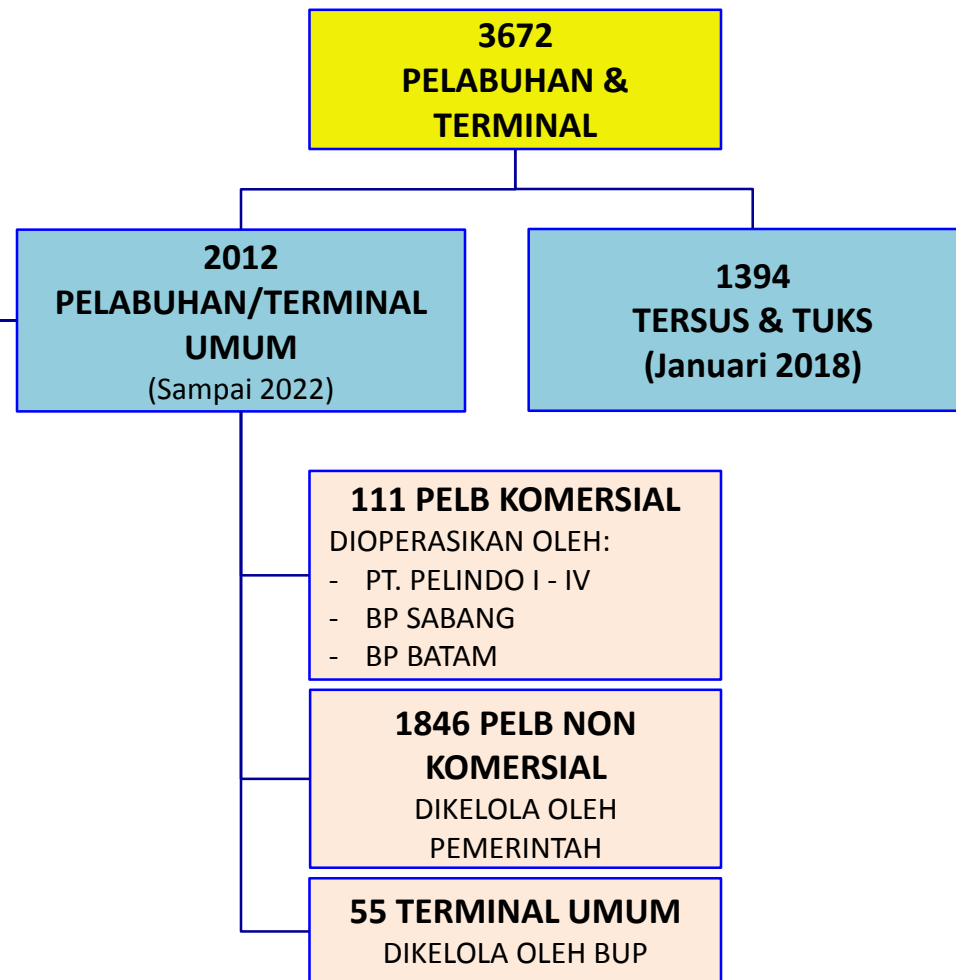 3672
PELABUHAN &
TERMINAL
2012
PELABUHAN/TERMINAL
UMUM
(Sampai 2022)
1394
TERSUS & TUKS
(Januari 2018)
111 PELB KOMERSIAL
DIOPERASIKAN OLEH:
- PT. PELINDO I - IV
- BP SABANG
- BP BATAM
1846 PELB NON
KOMERSIAL
DIKELOLA OLEH
PEMERINTAH
55 TERMINAL UMUM
DIKELOLA OLEH BUP